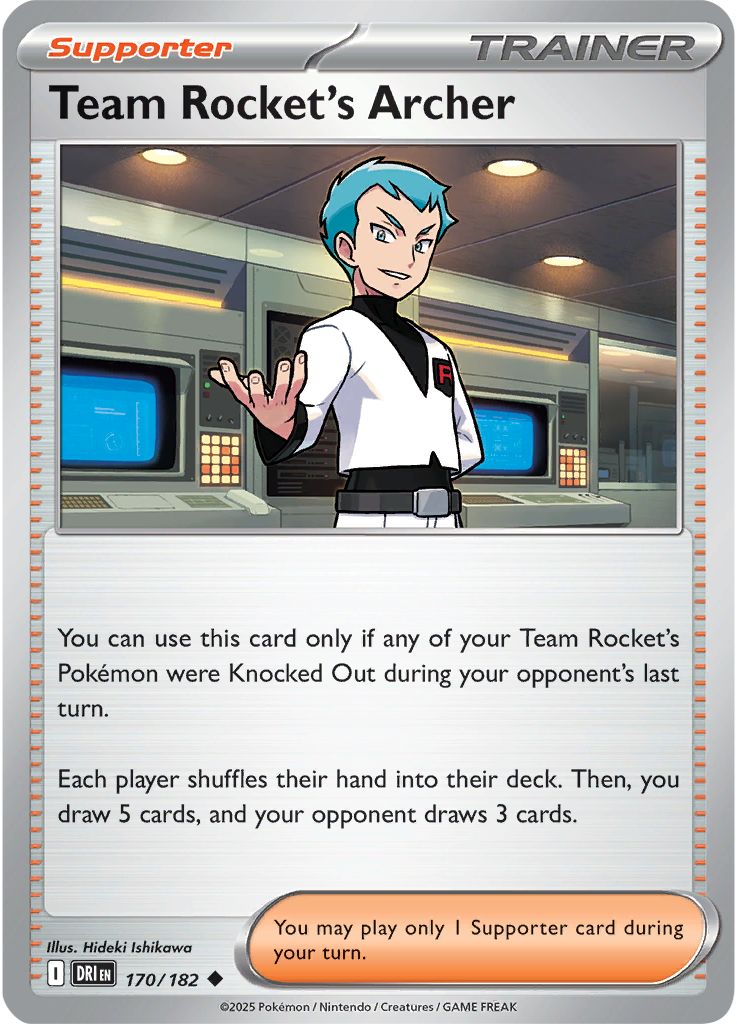 Supporter
TRAINER
Team Rocket's Archer
R
You can use this card only if any of your Team Rocket's
Pokémon were Knocked Out during your opponent's last
turn.
Each player shuffles their hand into their deck. Then, you
draw 5 cards, and your opponent draws 3 cards.
You may play only 1 Supporter card during
your turn.
Illus. Hideki Ishikawa
I DRI EN 170/182
©2025 Pokémon / Nintendo / Creatures / GAME FREAK